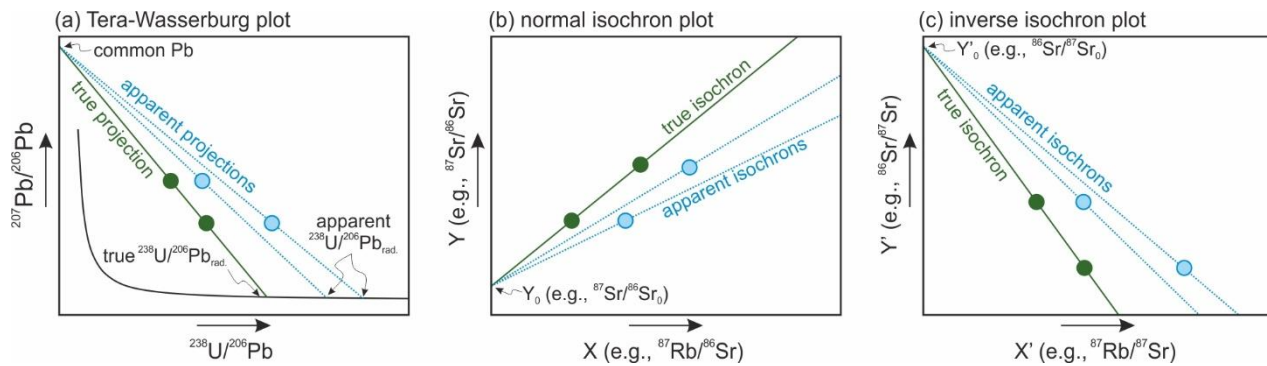 (a) Tera-Wasserburg plot
common Pb
true projection
apparent projections
apparent
²³⁸U/²⁰⁶Pb_rad.
true ²³⁸U/²⁰⁶Pb_rad.
²⁰⁷Pb/²⁰⁶Pb
²³⁸U/²⁰⁶Pb
(b) normal isochron plot
true isochron
apparent isochrons
Y₀ (e.g., ⁸⁷Sr/⁸⁶Sr₀)
Y (e.g., ⁸⁷Sr/⁸⁶Sr)
X (e.g., ⁸⁷Rb/⁸⁶Sr)
(c) inverse isochron plot
Y'₀ (e.g., ⁸⁶Sr/⁸⁷Sr₀)
apparent isochrons
true isochron
Y' (e.g., ⁸⁶Sr/⁸⁷Sr)
X' (e.g., ⁸⁷Rb/⁸⁷Sr)